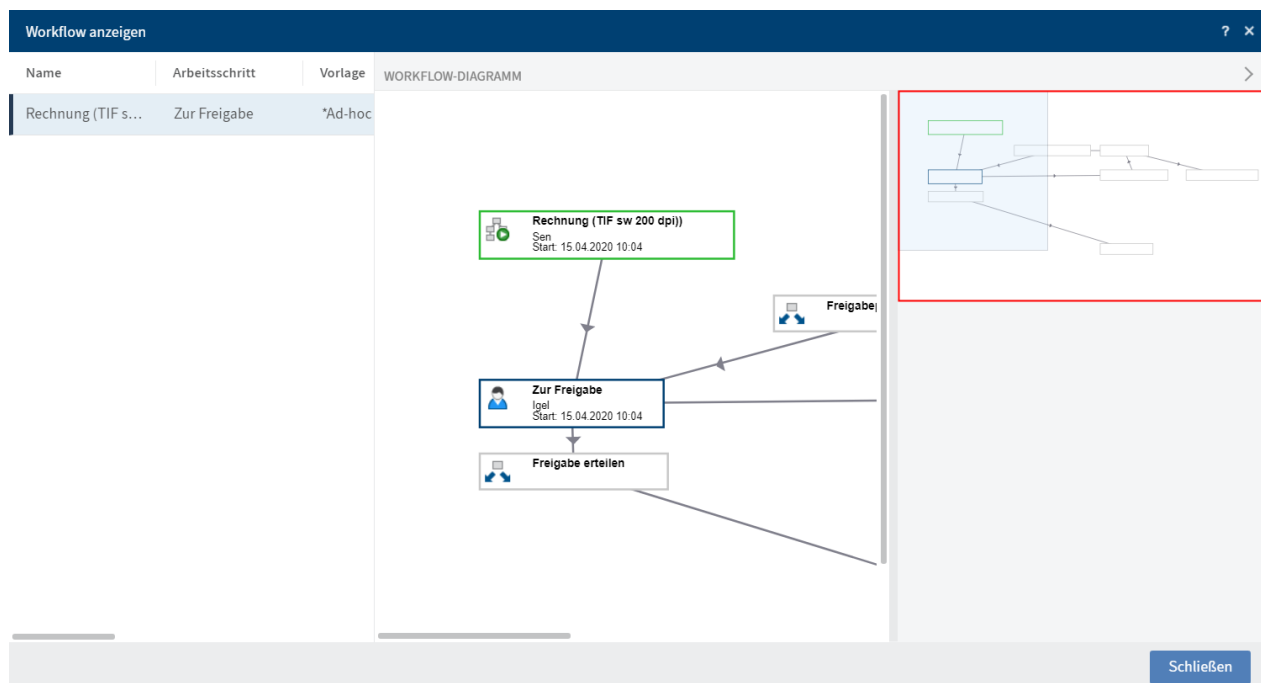 Workflow anzeigen
? ×
Name Arbeitsschritt Vorlage
WORKFLOW-DIAGRAMM
Rechnung (TIF s... Zur Freigabe *Ad-hoc
Rechnung (TIF sw 200 dpi))
Sen
Start: 15.04.2020 10:04
Zur Freigabe
Igel
Start: 15.04.2020 10:04
Freigabe erteilen
Schließen